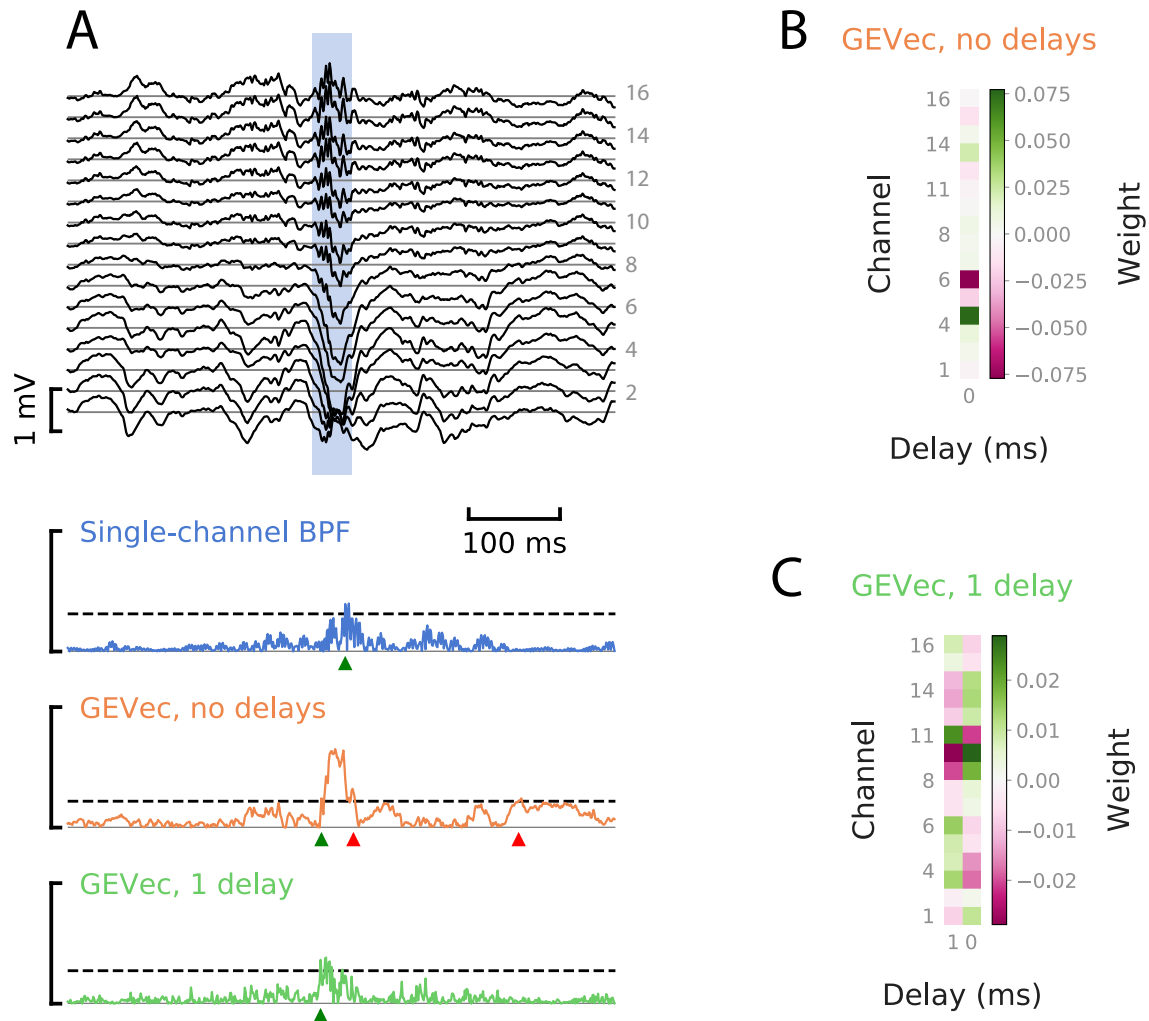 A
16
14
12
10
8
6
4
2
1 mV
100 ms
Single-channel BPF
GEVec, no delays
GEVec, 1 delay
B
GEVec, no delays
Channel
16
14
11
8
6
4
1
0
Delay (ms)
0.075
0.050
0.025
0.000
−0.025
−0.050
−0.075
Weight
C
GEVec, 1 delay
Channel
16
14
11
8
6
4
1
1 0
Delay (ms)
0.02
0.01
0.00
−0.01
−0.02
Weight